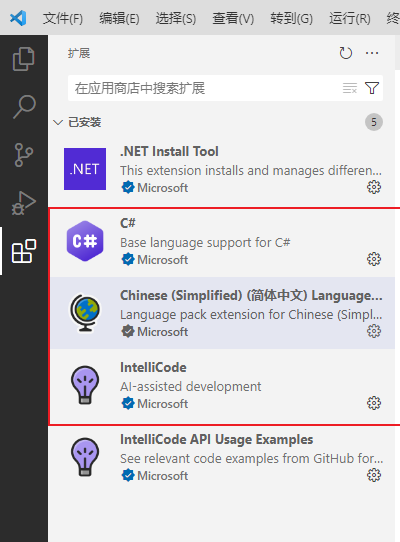 文件(F) 编辑(E) 选择(S) 查看(V) 转到(G) 运行(R) 终
扩展
在应用商店中搜索扩展
已安装 5
.NET
.NET Install Tool
This extension installs and manages differen...
Microsoft
C#
C#
Base language support for C#
Microsoft
Chinese (Simplified) (简体中文) Language...
Language pack extension for Chinese (Simpl...
Microsoft
IntelliCode
AI-assisted development
Microsoft
IntelliCode API Usage Examples
See relevant code examples from GitHub for...
Microsoft